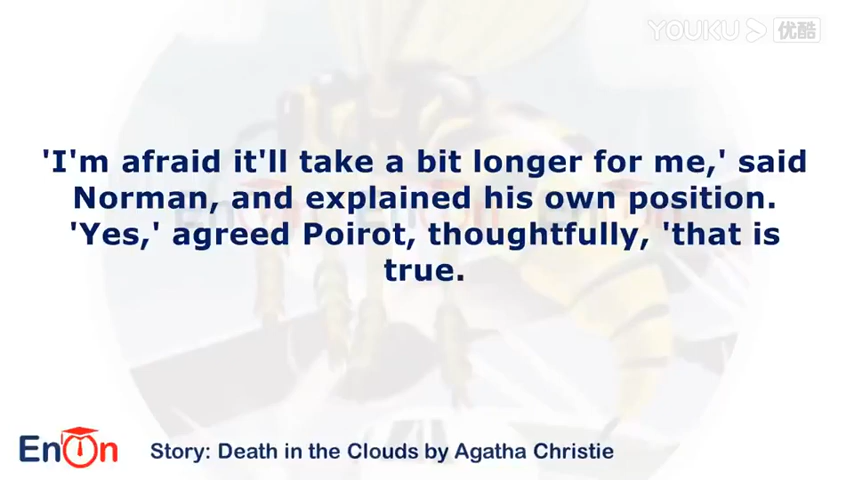 YOUKU 优酷
'I'm afraid it'll take a bit longer for me,' said
Norman, and explained his own position.
'Yes,' agreed Poirot, thoughtfully, 'that is
true.
EnOn
Story: Death in the Clouds by Agatha Christie